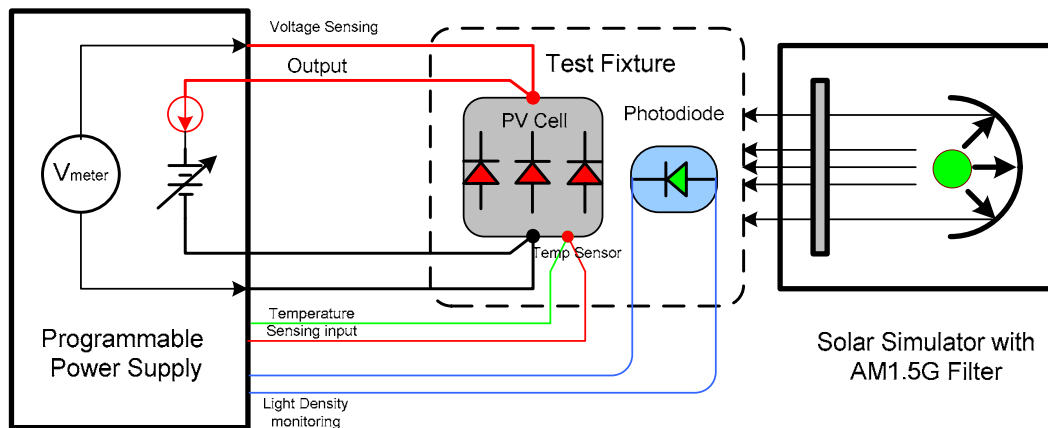 Voltage Sensing
Output
Test Fixture
PV Cell
Photodiode
Vmeter
Temp Sensor
Temperature
Sensing input
Programmable
Power Supply
Light Density
monitoring
Solar Simulator with
AM1.5G Filter